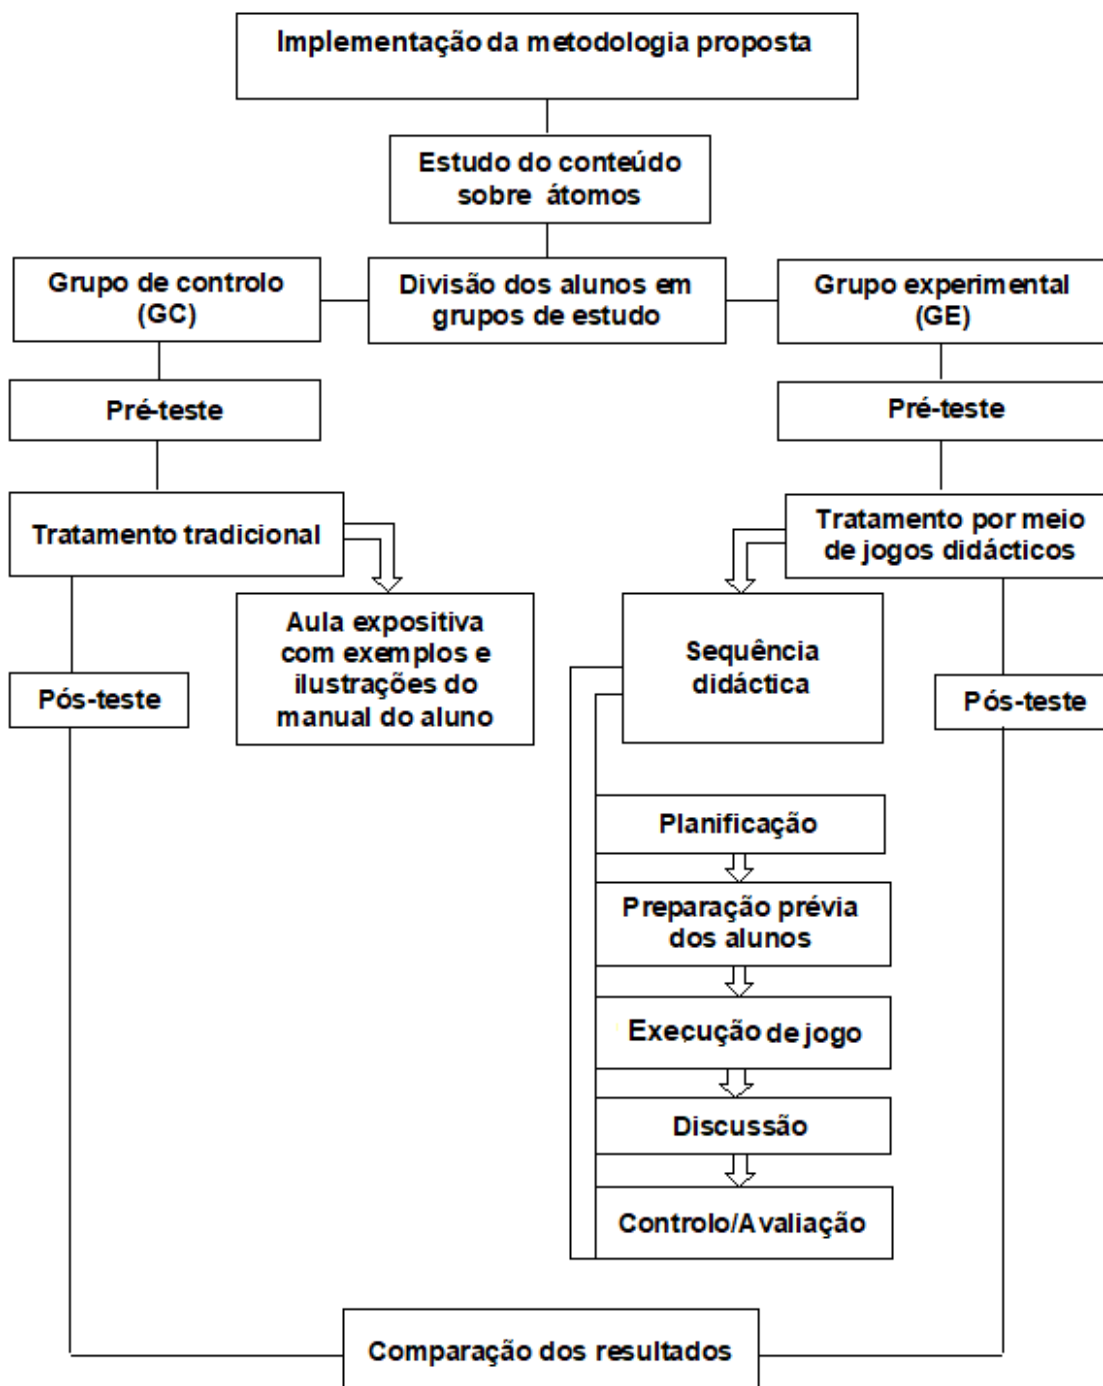 Implementação da metodologia proposta
Estudo do conteúdo
sobre átomos
Grupo de controlo
(GC)
Divisão dos alunos em
grupos de estudo
Grupo experimental
(GE)
Pré-teste
Pré-teste
Tratamento tradicional
Tratamento por meio
de jogos didácticos
Aula expositiva
com exemplos e
ilustrações do
manual do aluno
Sequência
didáctica
Pós-teste
Pós-teste
Planificação
Preparação prévia
dos alunos
Execução de jogo
Discussão
Controlo/Avaliação
Comparação dos resultados